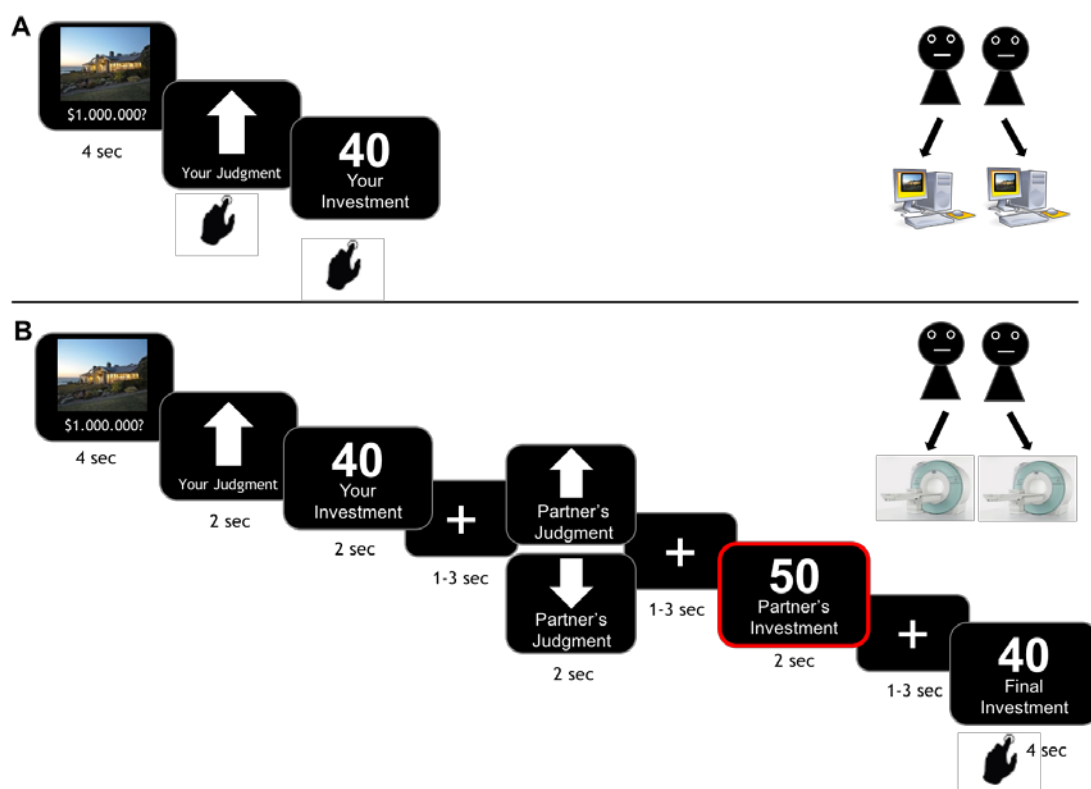 A
$1.000.000?
4 sec
Your Judgment
40
Your
Investment
B
$1.000.000?
4 sec
Your Judgment
2 sec
40
Your
Investment
2 sec
+
1-3 sec
Partner's
Judgment
Partner's
Judgment
2 sec
+
1-3 sec
50
Partner's
Investment
2 sec
+
1-3 sec
40
Final
Investment
4 sec